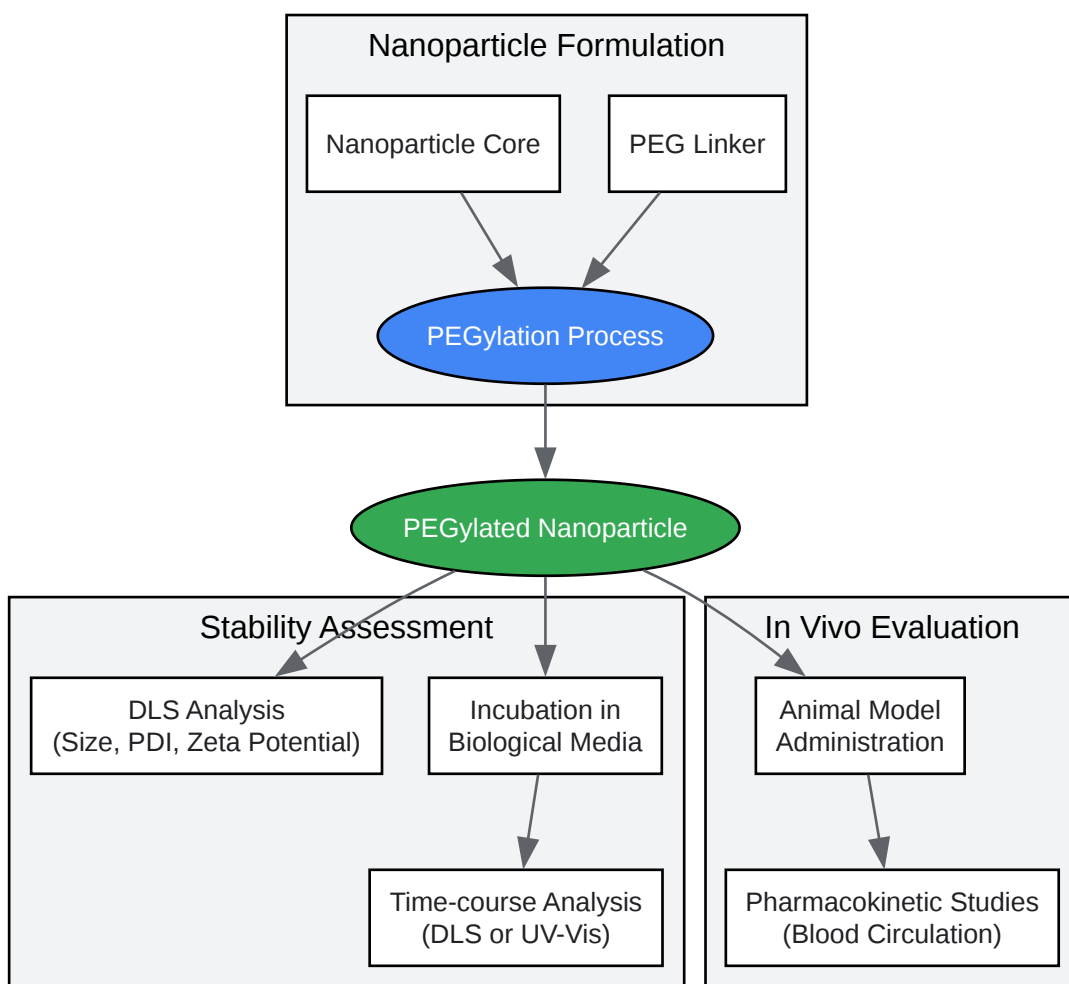 Nanoparticle Formulation
Nanoparticle Core
PEG Linker
PEGylation Process
PEGylated Nanoparticle
Stability Assessment
DLS Analysis
(Size, PDI, Zeta Potential)
Incubation in
Biological Media
Time-course Analysis
(DLS or UV-Vis)
In Vivo Evaluation
Animal Model
Administration
Pharmacokinetic Studies
(Blood Circulation)